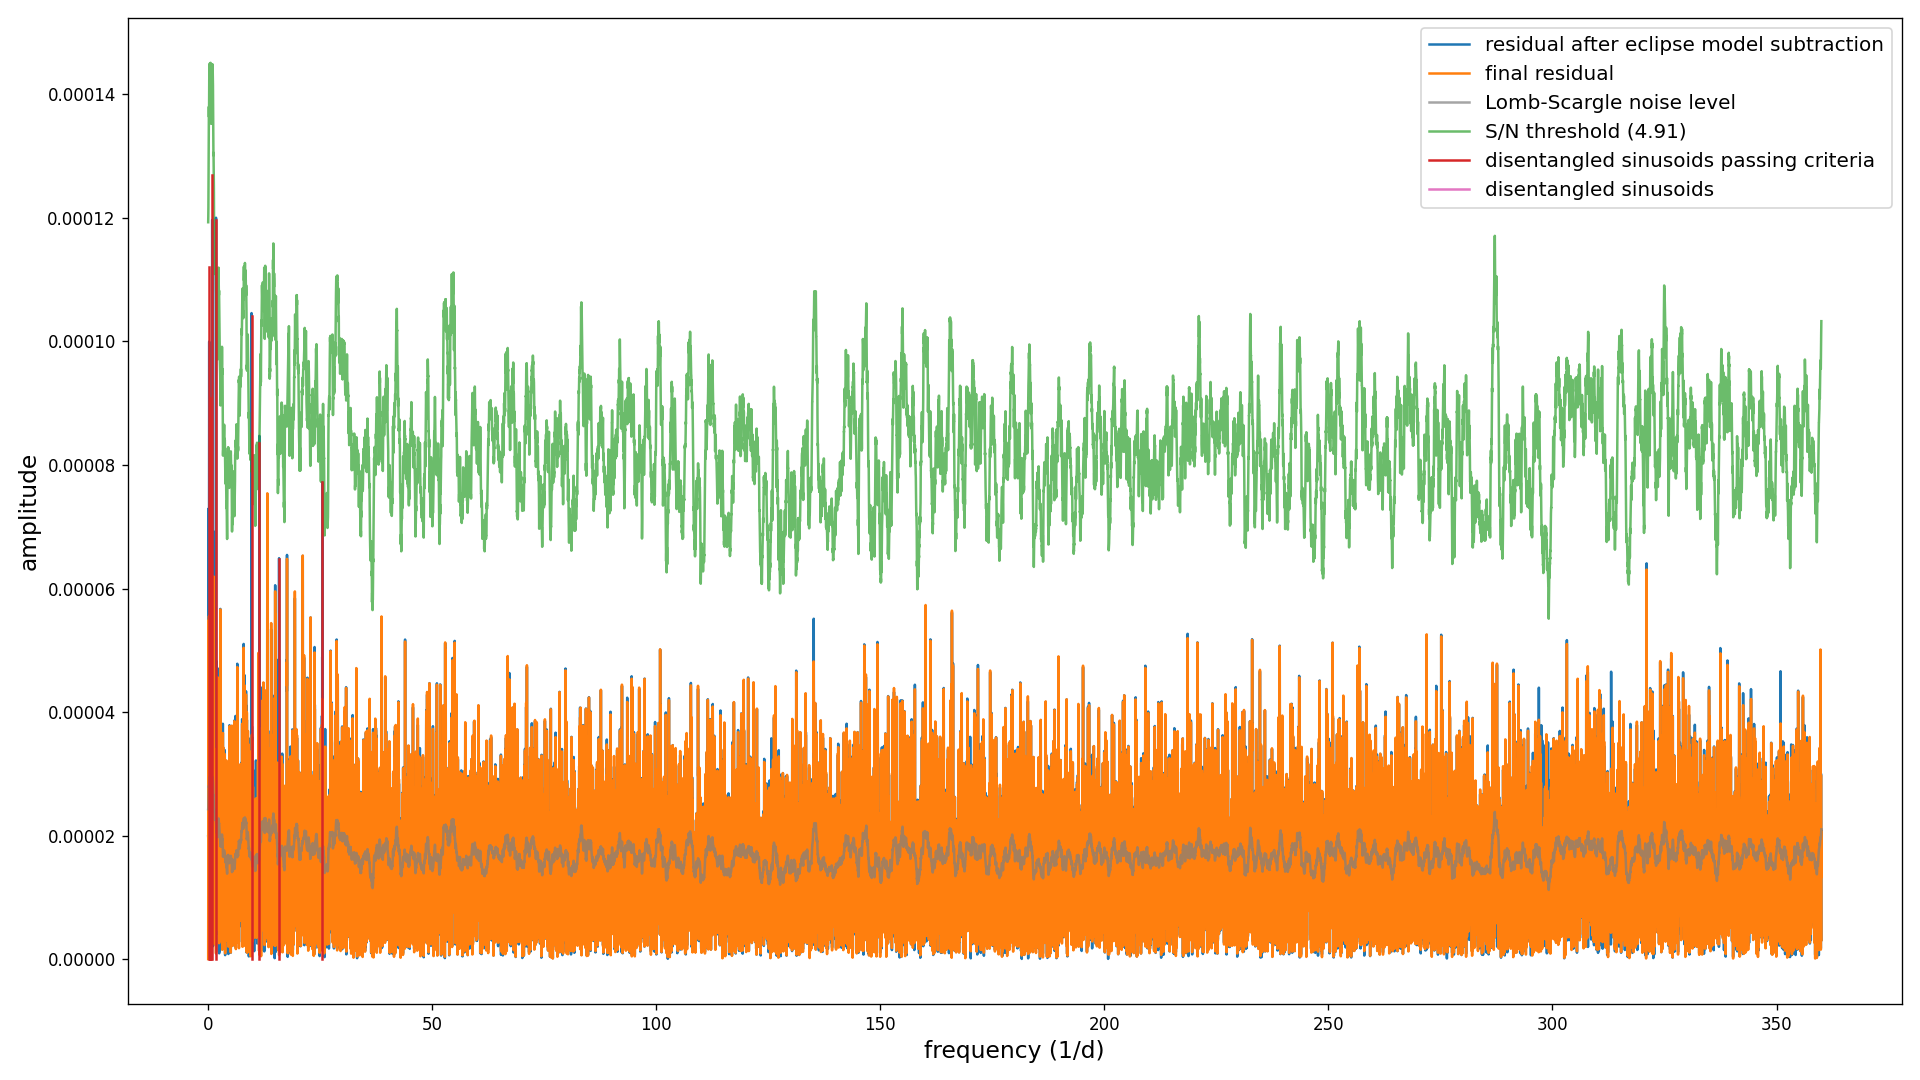 residual after eclipse model subtraction
final residual
Lomb-Scargle noise level
S/N threshold (4.91)
disentangled sinusoids passing criteria
disentangled sinusoids
amplitude
0.00014
0.00012
0.00010
0.00008
0.00006
0.00004
0.00002
0.00000
0 50 100 150 200 250 300 350
frequency (1/d)